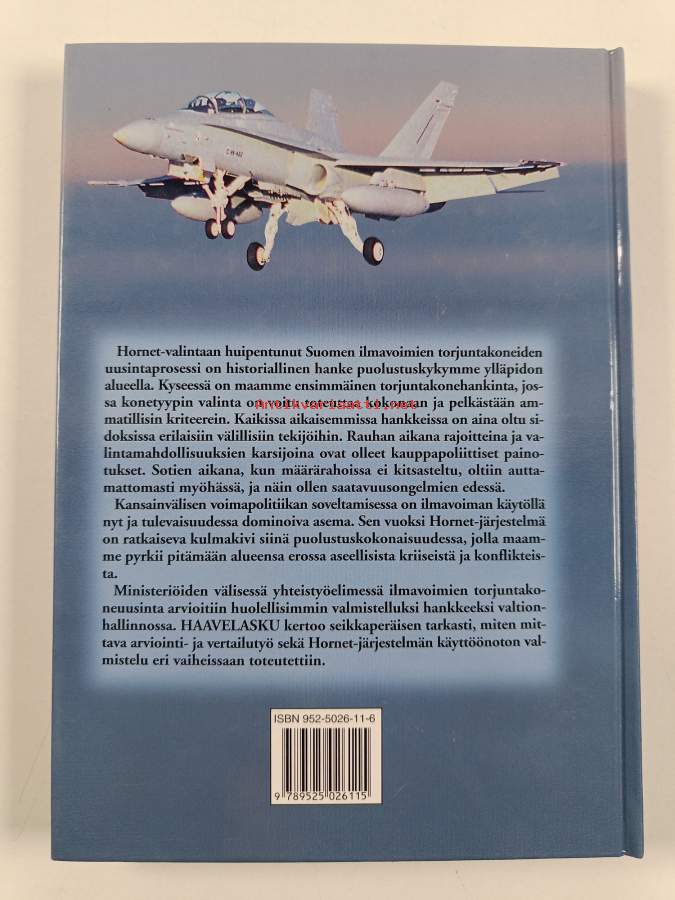 Hornet-valintaan huipentunut Suomen ilmavoimien torjuntakoneiden
uusintaprosessi on historiallinen hanke puolustuskykymme ylläpidon
alueella. Kyseessä on maamme ensimmäinen torjuntakonehankinta, jos-
sa konetyypin valinta on voitu toteuttaa kokonaan ja pelkästään am-
Antikvariaatti.net
matillisin kriteerein. Kaikissa aikaisemmissa hankkeissa on aina oltu si-
doksissa erilaisiin välillisiin tekijöihin. Rauhan aikana rajoitteina ja va-
lintamahdollisuuksien karsijoina ovat olleet kauppapoliittiset paino-
tukset. Sotien aikana, kun määrärahoissa ei kitsasteltu, oltiin autta-
mattomasti myöhässä, ja näin ollen saatavuusongelmien edessä.
Kansainvälisen voimapolitiikan soveltamisessa on ilmavoiman käytöllä
nyt ja tulevaisuudessa dominoiva asema. Sen vuoksi Hornet-järjestelmä
on ratkaiseva kulmakivi siinä puolustuskokonaisuudessa, jolla maam-
me pyrkii pitämään alueensa erossa aseellisista kriiseistä ja konflikteis-
ta.
Ministeriöiden välisessä yhteistyöelimessä ilmavoimien torjuntako-
neuusinta arvioitiin huolellisimmin valmistelluksi hankkeeksi valtion-
hallinnossa. HAAVELASKU kertoo seikkaperäisen tarkasti, miten mit-
tava arviointi- ja vertailutyö sekä Hornet-järjestelmän käyttöönoton val-
mistelu eri vaiheissaan toteutettiin.
ISBN 952-5026-11-6
9 789525 026115